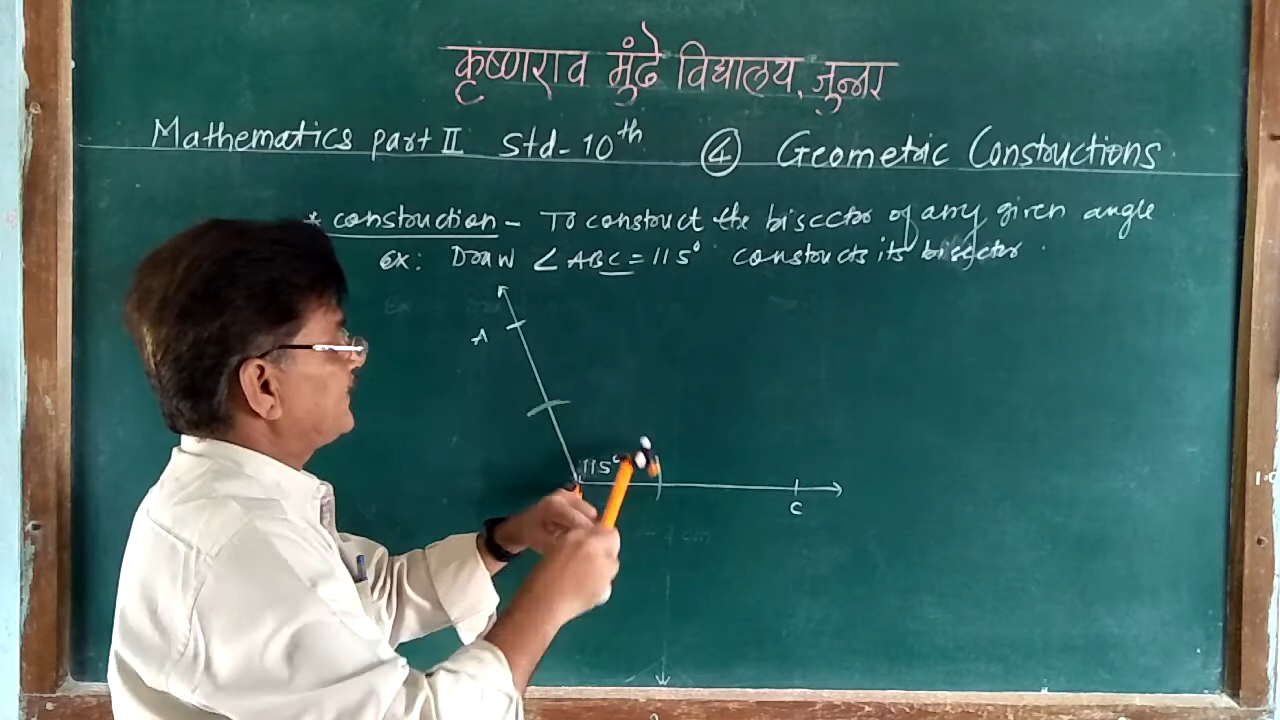 कृष्णराव मुंढे विद्यालय, जुन्नर
Mathematics part II Std- 10th ④ Geometric Constructions
* construction - To construct the bisector of any given angle
Ex: Draw ∠ABC = 115° constructs its bisector.
A
115°
C